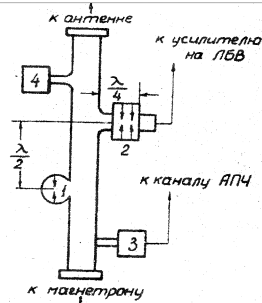 к антенне
к усилителю
на ЛБВ
4
λ/4
2
λ/2
1
к каналу АПЧ
3
к магнетрону